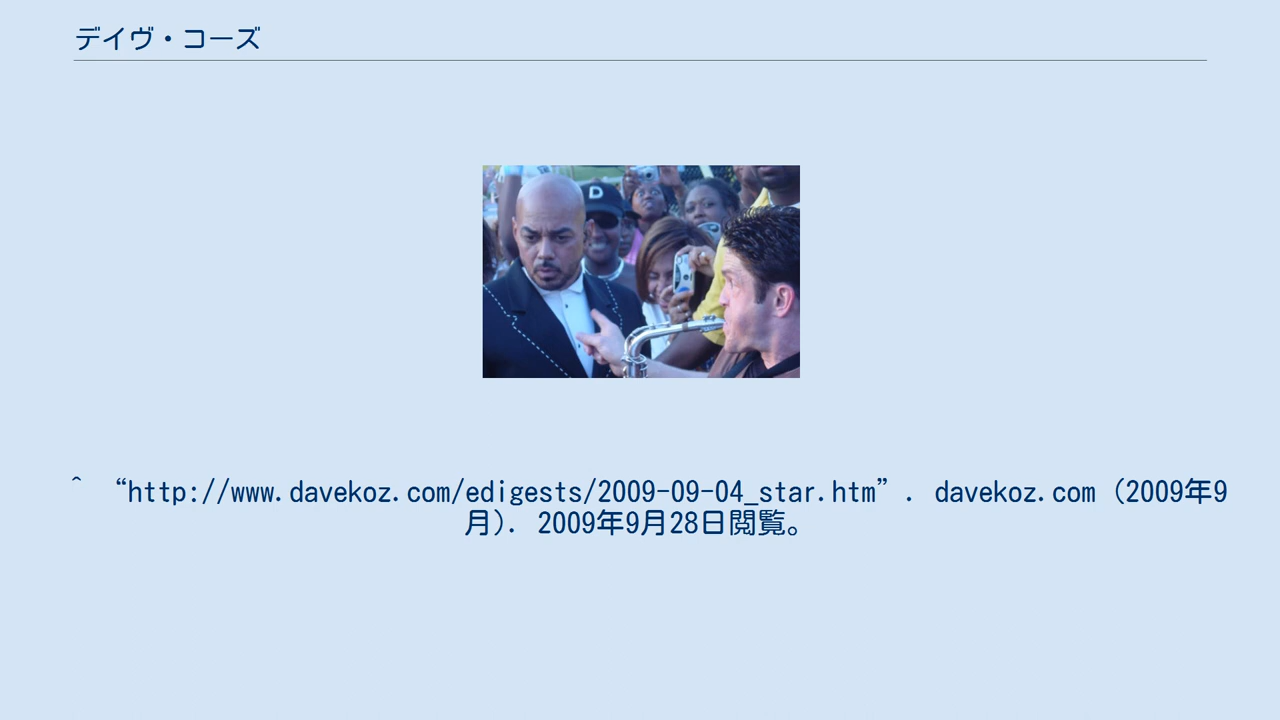 デイヴ・コーズ
D
^ “http://www.davekoz.com/edigests/2009-09-04_star.htm”. davekoz.com (2009年9
月). 2009年9月28日閲覧。